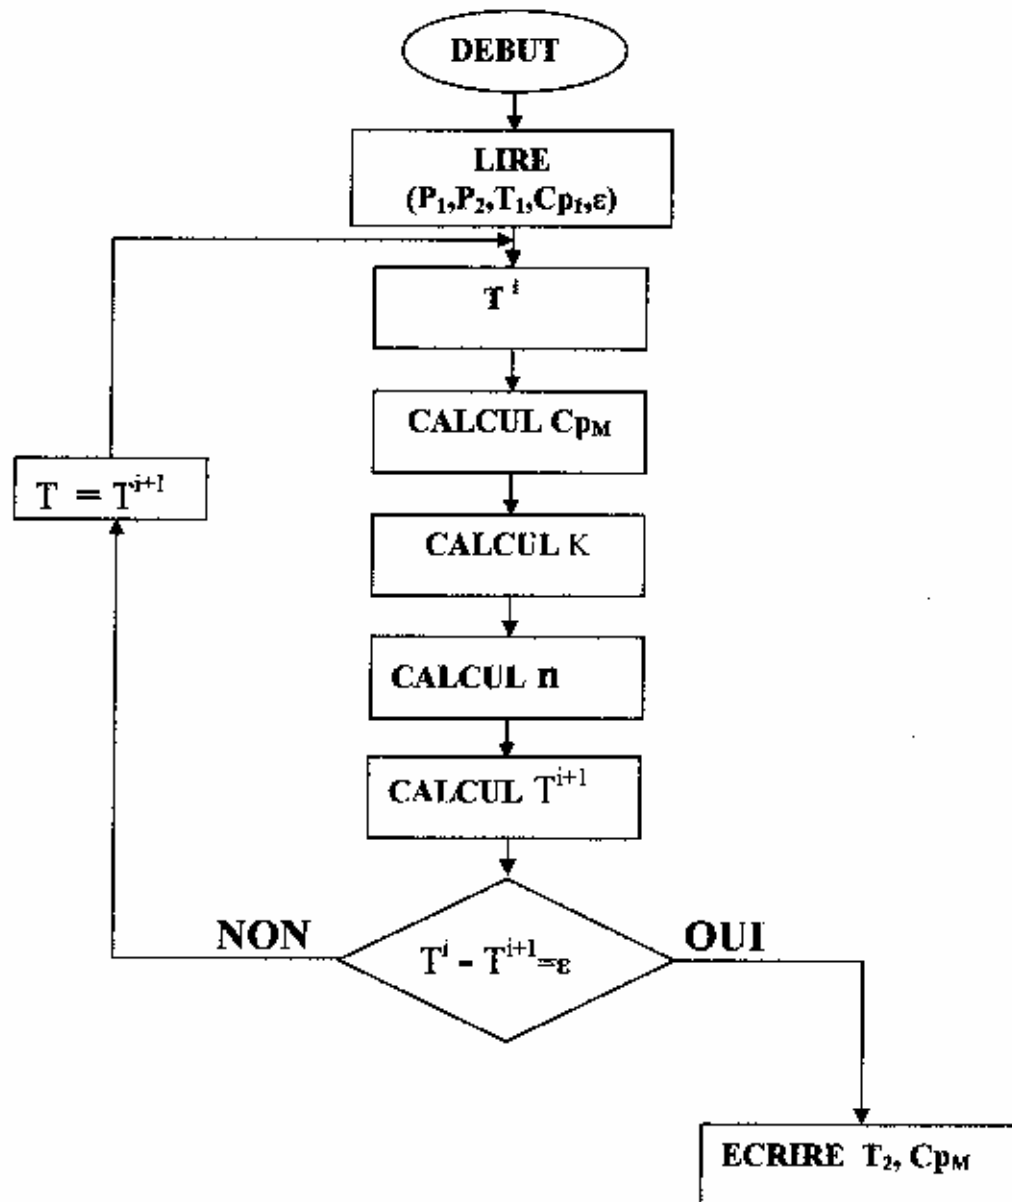 DEBUT
LIRE
(P₁,P₂,T₁,Cp₁,ε)
Tⁱ
CALCUL Cp_M
T = Tⁱ⁺¹
CALCUL K
CALCUL n
CALCUL Tⁱ⁺¹
NON
OUI
Tⁱ - Tⁱ⁺¹=ε
ECRIRE T₂, Cp_M